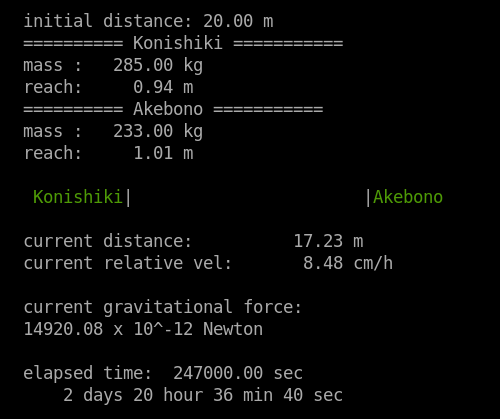 initial distance: 20.00 m
========== Konishiki ===========
mass :   285.00 kg
reach:     0.94 m
========== Akebono ===========
mass :   233.00 kg
reach:     1.01 m
 Konishiki|                       |Akebono
current distance:          17.23 m
current relative vel:       8.48 cm/h
current gravitational force:
14920.08 x 10^-12 Newton
elapsed time:  247000.00 sec
    2 days 20 hour 36 min 40 sec